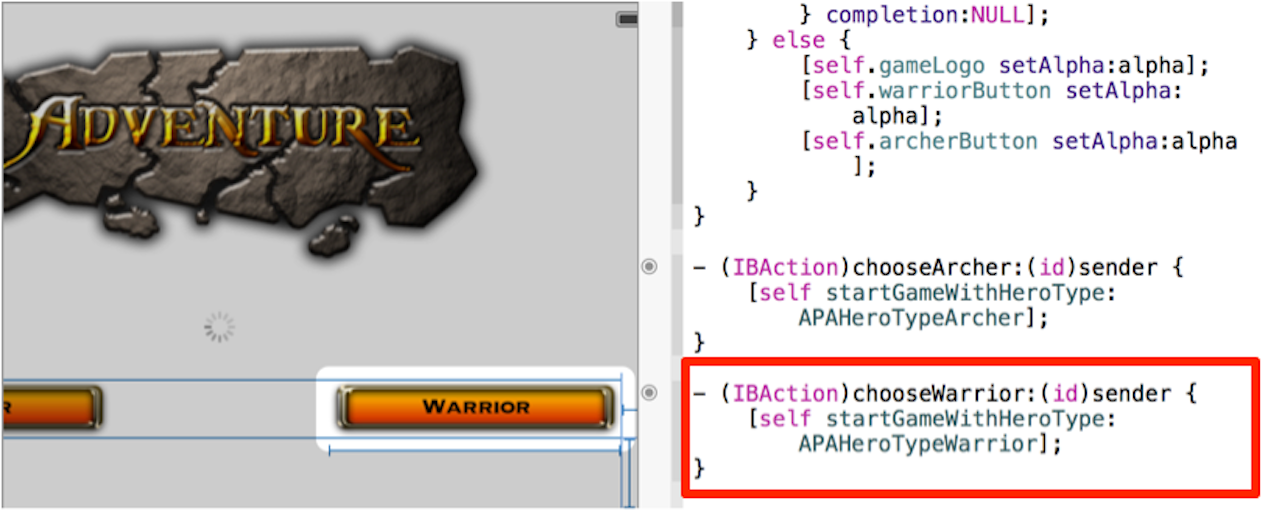 ADVENTURE
R
WARRIOR
} completion:NULL];
} else {
[self.gameLogo setAlpha:alpha];
[self.warriorButton setAlpha:
alpha];
[self.archerButton setAlpha:alpha
];
}
}
- (IBAction)chooseArcher:(id)sender {
[self startGameWithHeroType:
APAHeroTypeArcher];
}
- (IBAction)chooseWarrior:(id)sender {
[self startGameWithHeroType:
APAHeroTypeWarrior];
}